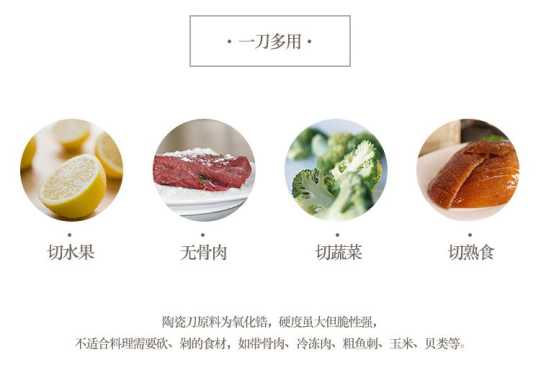 · 一刀多用 ·
切水果
无骨肉
切蔬菜
切熟食
陶瓷刀原料为氧化锆，硬度虽大但脆性强，
不适合料理需要砍、剁的食材，如带骨肉、冷冻肉、粗鱼刺、玉米、贝类等。